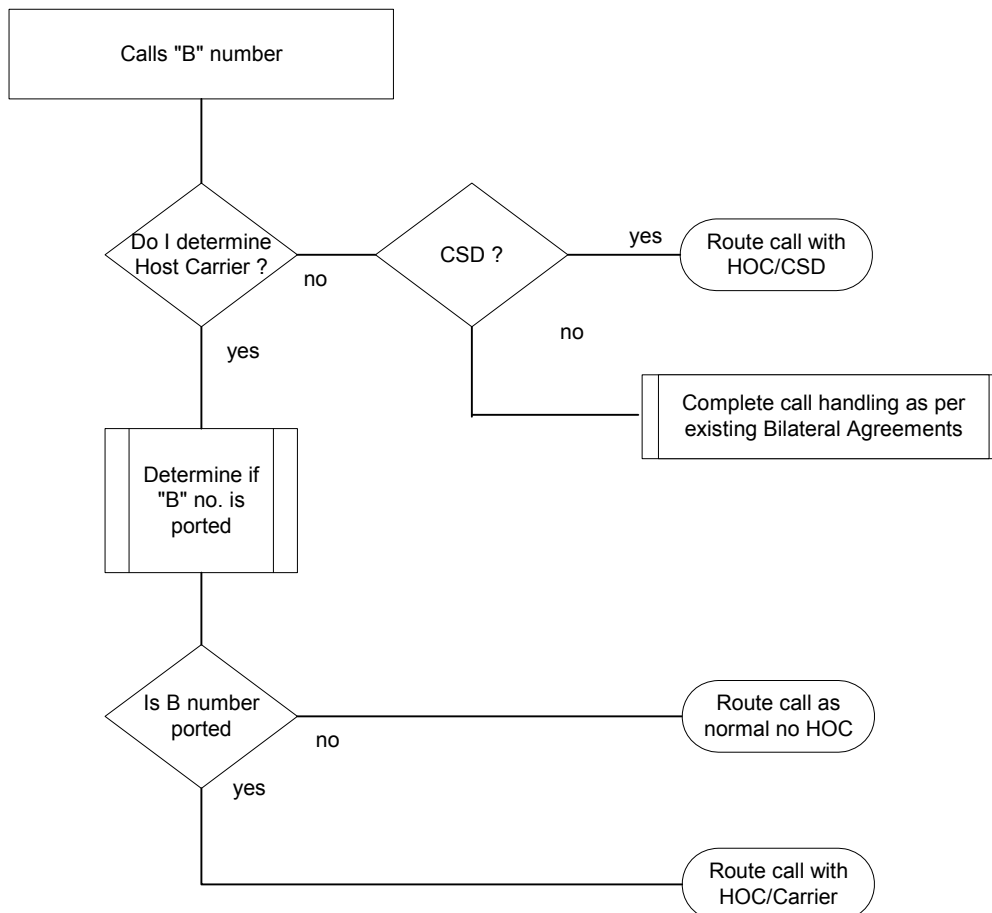 Calls "B" number
Do I determine
Host Carrier ?
no
CSD ?
yes
Route call with
HOC/CSD
no
yes
Complete call handling as per
existing Bilateral Agreements
Determine if
"B" no. is
ported
Is B number
ported
no
Route call as
normal no HOC
yes
Route call with
HOC/Carrier